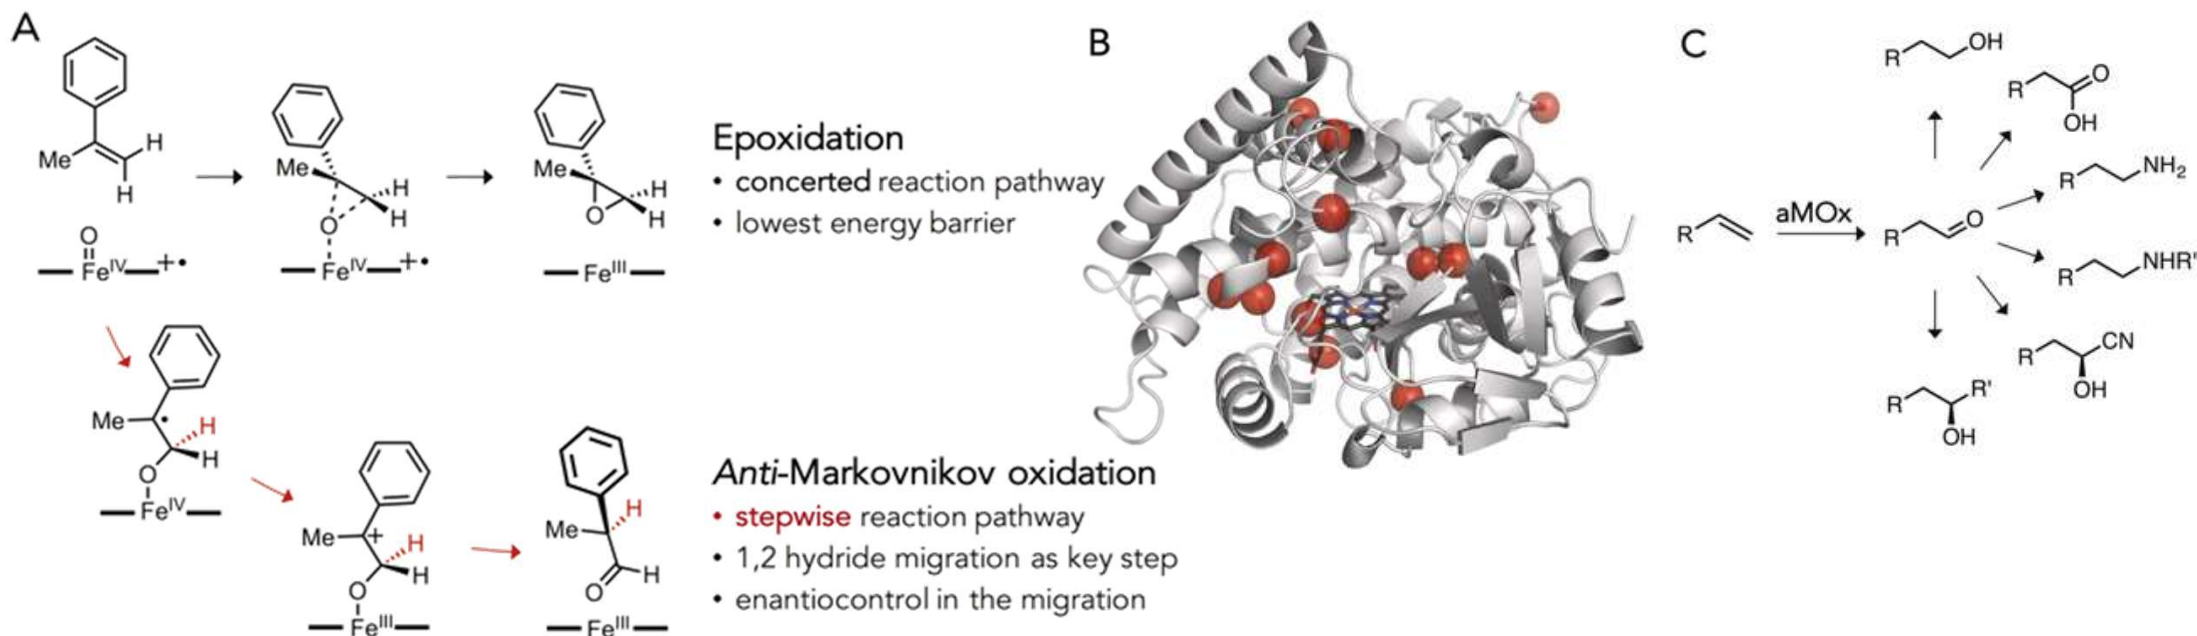 A
Me
H
H
O
Fe^IV
+•
Me
H
H
O
Fe^IV
+•
Me
H
H
O
Fe^III
Epoxidation
• concerted reaction pathway
• lowest energy barrier
Me
•
H
H
O
Fe^IV
Me
+
H
H
O
Fe^III
Me
H
H
O
Fe^III
Anti-Markovnikov oxidation
• stepwise reaction pathway
• 1,2 hydride migration as key step
• enantiocontrol in the migration
B
C
R
aMOx
R
O
R
OH
R
O
OH
R
NH₂
R
NHR'
R
CN
OH
R
R'
OH